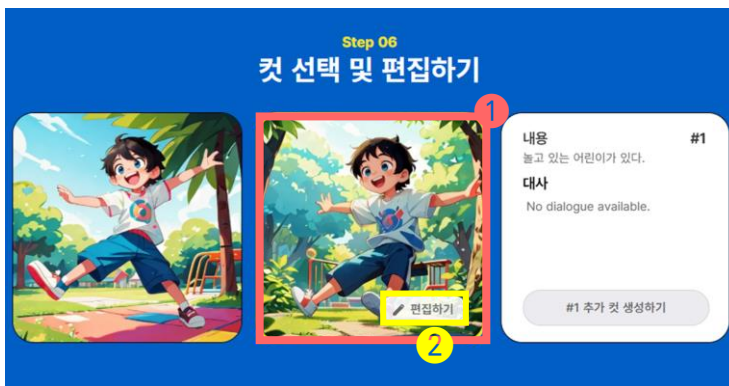 Step 06
컷 선택 및 편집하기
1
내용 #1
놀고 있는 어린이가 있다.
대사
No dialogue available.
편집하기
#1 추가 컷 생성하기
2